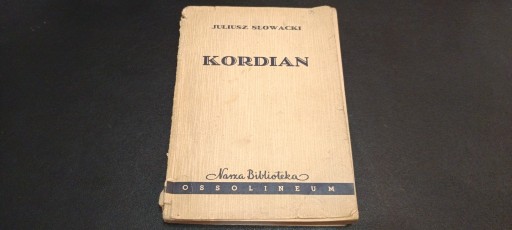 JULIUSZ SŁOWACKI
KORDIAN
Nasza Biblioteka
OSSOLINEUM